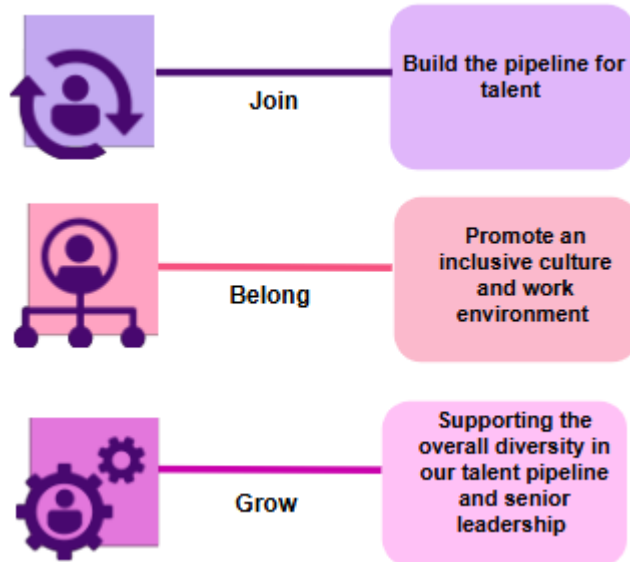 Join
Build the pipeline for
talent
Belong
Promote an
inclusive culture
and work
environment
Grow
Supporting the
overall diversity in
our talent pipeline
and senior
leadership